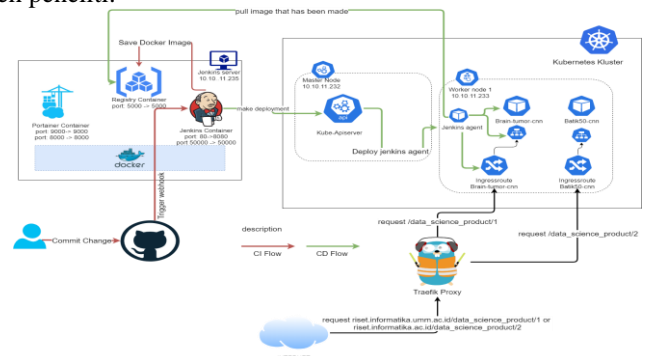 pull image that has been made
Save Docker Image
Jenkins server
10.10.11.235
Registry Container
port 5000 -> 5000
Portainer Container
port: 9000-> 9000
port 8000 -> 8000
Jenkins Container
port 80->8080
port 50000 -> 50000
docker
make deployment
Master Node
10.10.11.232
Kube-Apiserver
Deploy jenkins agent
Worker node 1
10.10.11.233
Jenkins agent
Brain-tumor-cnn
Batik50-cnn
Ingressroute
Brain-tumor-cnn
Ingressroute
Batik50-cnn
Kubernetes Kluster
Trigger webhook
Commit Change
description
CI Flow
CD Flow
request /data_science_product/1
request /data_science_product/2
Traefik Proxy
request riset.informatika.umm.ac.id/data_science_product/1 or
riset.informatika.ac.id/data_science_product/2